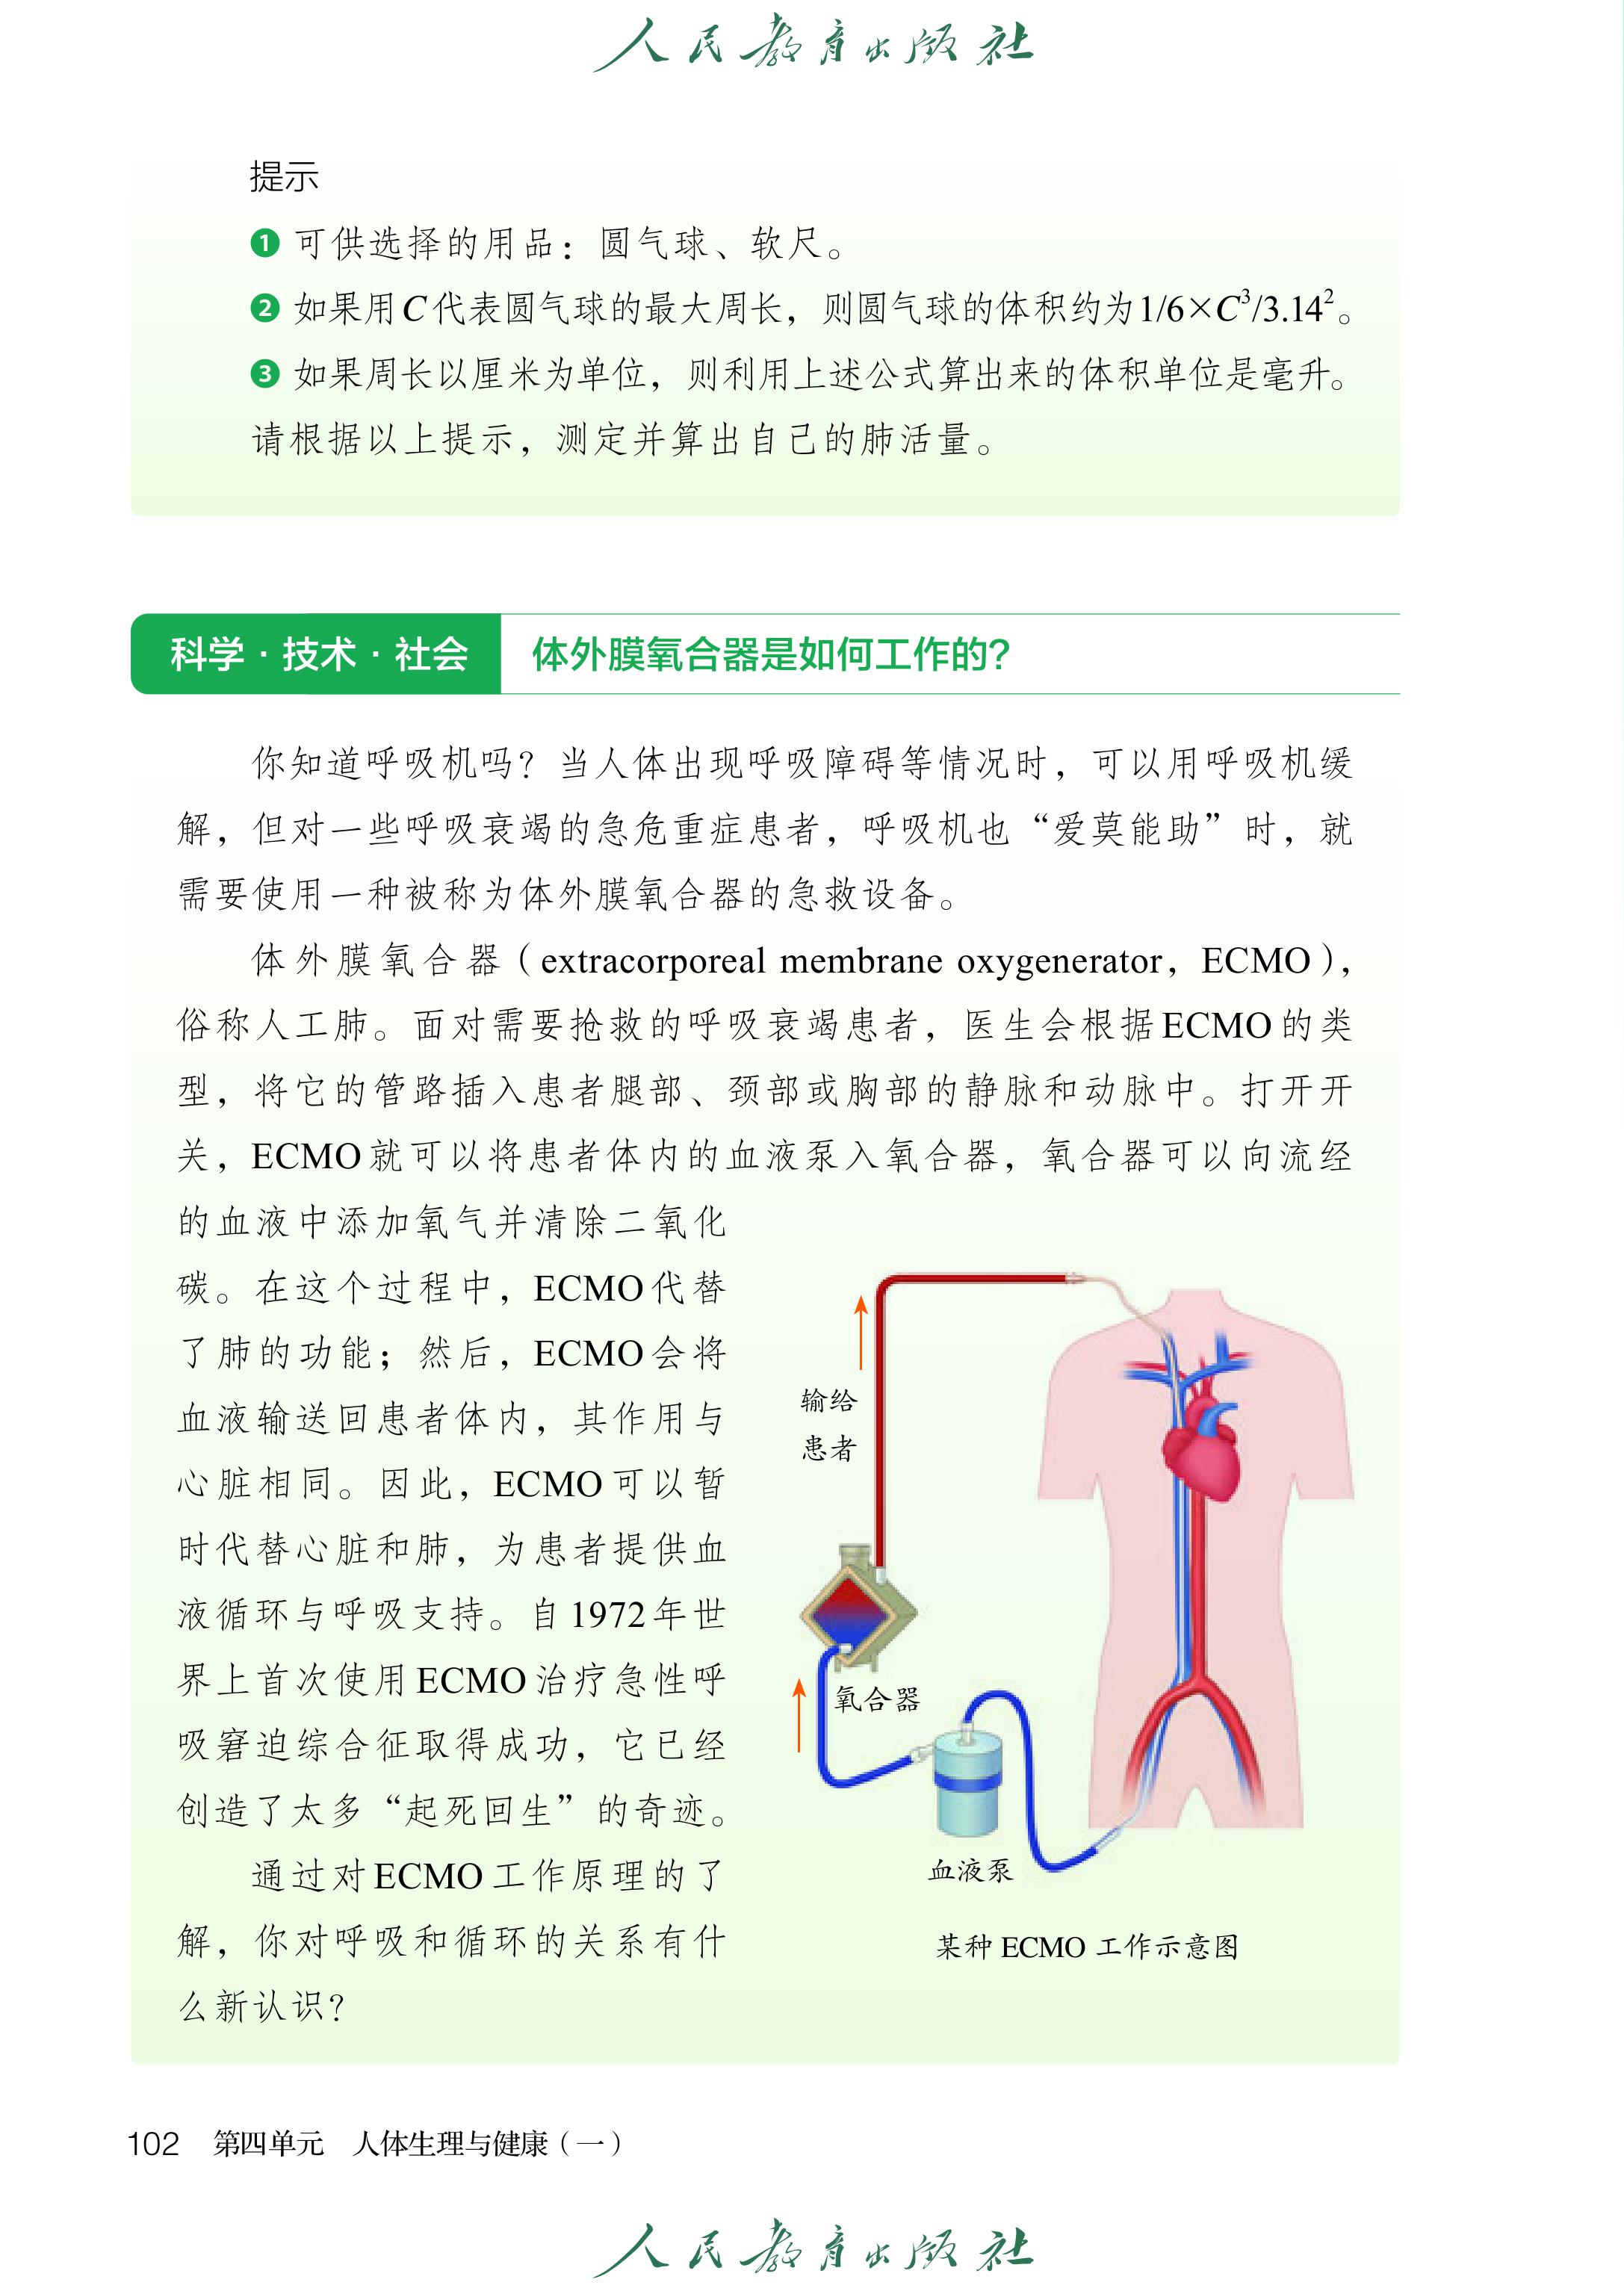 人民教育出版社
提示
❶ 可供选择的用品：圆气球、软尺。
❷ 如果用C代表圆气球的最大周长，则圆气球的体积约为1/6×C³/3.14²。
❸ 如果周长以厘米为单位，则利用上述公式算出来的体积单位是毫升。
请根据以上提示，测定并算出自己的肺活量。
科学·技术·社会 体外膜氧合器是如何工作的？
你知道呼吸机吗？当人体出现呼吸障碍等情况时，可以用呼吸机缓
解，但对一些呼吸衰竭的急危重症患者，呼吸机也“爱莫能助”时，就
需要使用一种被称为体外膜氧合器的急救设备。
体外膜氧合器（extracorporeal membrane oxygenerator，ECMO），
俗称人工肺。面对需要抢救的呼吸衰竭患者，医生会根据ECMO的类
型，将它的管路插入患者腿部、颈部或胸部的静脉和动脉中。打开开
关，ECMO就可以将患者体内的血液泵入氧合器，氧合器可以向流经
的血液中添加氧气并清除二氧化
碳。在这个过程中，ECMO代替
了肺的功能；然后，ECMO会将
血液输送回患者体内，其作用与
心脏相同。因此，ECMO可以暂
时代替心脏和肺，为患者提供血
液循环与呼吸支持。自1972年世
界上首次使用ECMO治疗急性呼
吸窘迫综合征取得成功，它已经
创造了太多“起死回生”的奇迹。
通过对ECMO工作原理的了
解，你对呼吸和循环的关系有什
么新认识？
输给
患者
氧合器
血液泵
某种ECMO工作示意图
102 第四单元 人体生理与健康（一）
人民教育出版社